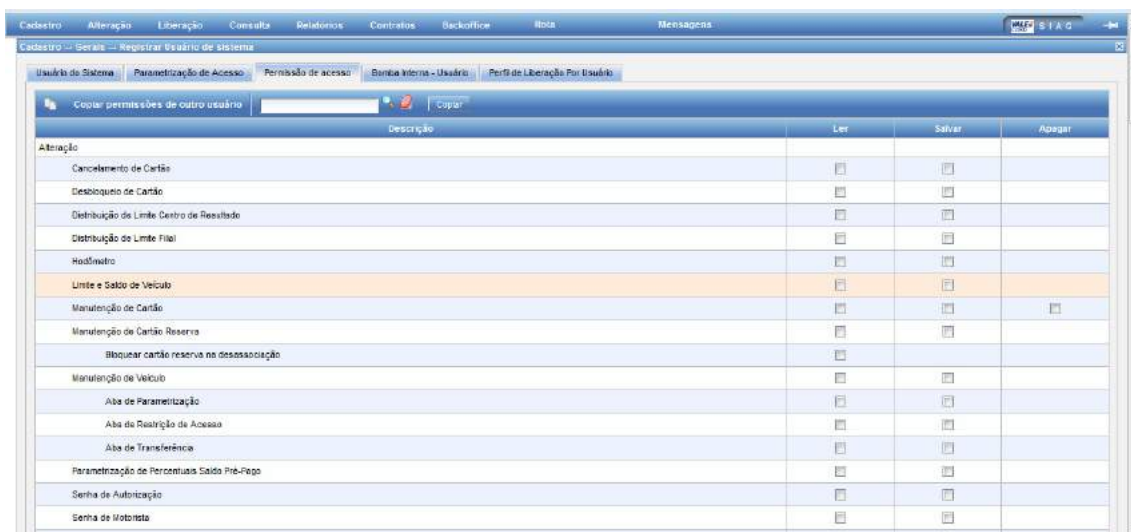 Cadastro Alteração Liberação Consulta Relatórios Contratos Backoffice Nota Mensagens SIAG
Cadastro -- Gerais -- Registrar Usuário de sistema
Usuário do Sistema Parametrização de Acesso Permissão de acesso Bomba Interna - Usuário Perfil de Liberação Por Usuário
Copiar permissões de outro usuário Copiar
Descrição Ler Salvar Apagar
Alteração
Cancelamento de Cartão
Desbloqueio de Cartão
Distribuição de Limite Centro de Resultado
Distribuição de Limite Filial
Hodômetro
Limite e Saldo de Veículo
Manutenção de Cartão
Manutenção de Cartão Reserva
Bloquear cartão reserva na desassociação
Manutenção de Veículo
Aba de Parametrização
Aba de Restrição de Acesso
Aba de Transferência
Parametrização de Percentuais Saldo Pré-Pago
Senha de Autorização
Senha de Motorista